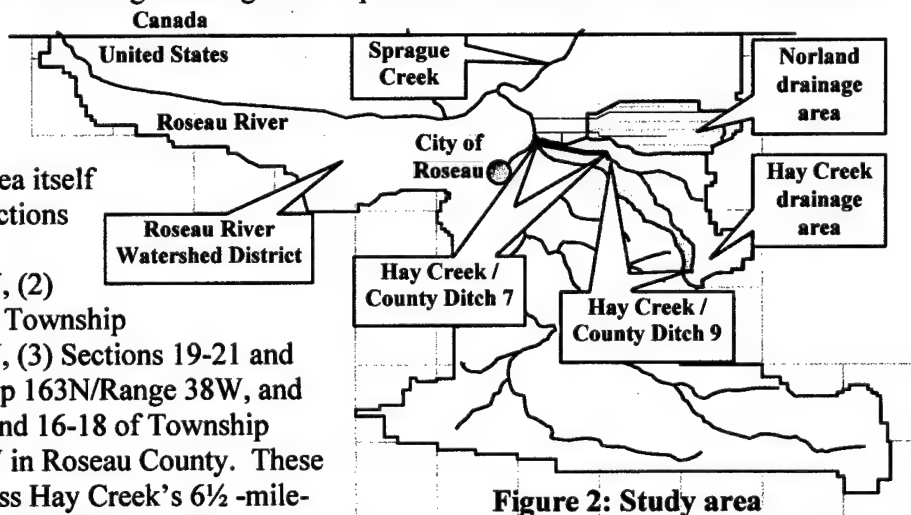 Canada
United States
Sprague
Creek
Norland
drainage
area
Roseau River
City of
Roseau
Hay Creek
drainage
area
Roseau River
Watershed District
Hay Creek /
County Ditch 7
Hay Creek /
County Ditch 9
ea itself
ctions
, (2)
Township
, (3) Sections 19-21 and
p 163N/Range 38W, and
nd 16-18 of Township
in Roseau County. These
ss Hay Creek's 6½ -mile-
Figure 2: Study area